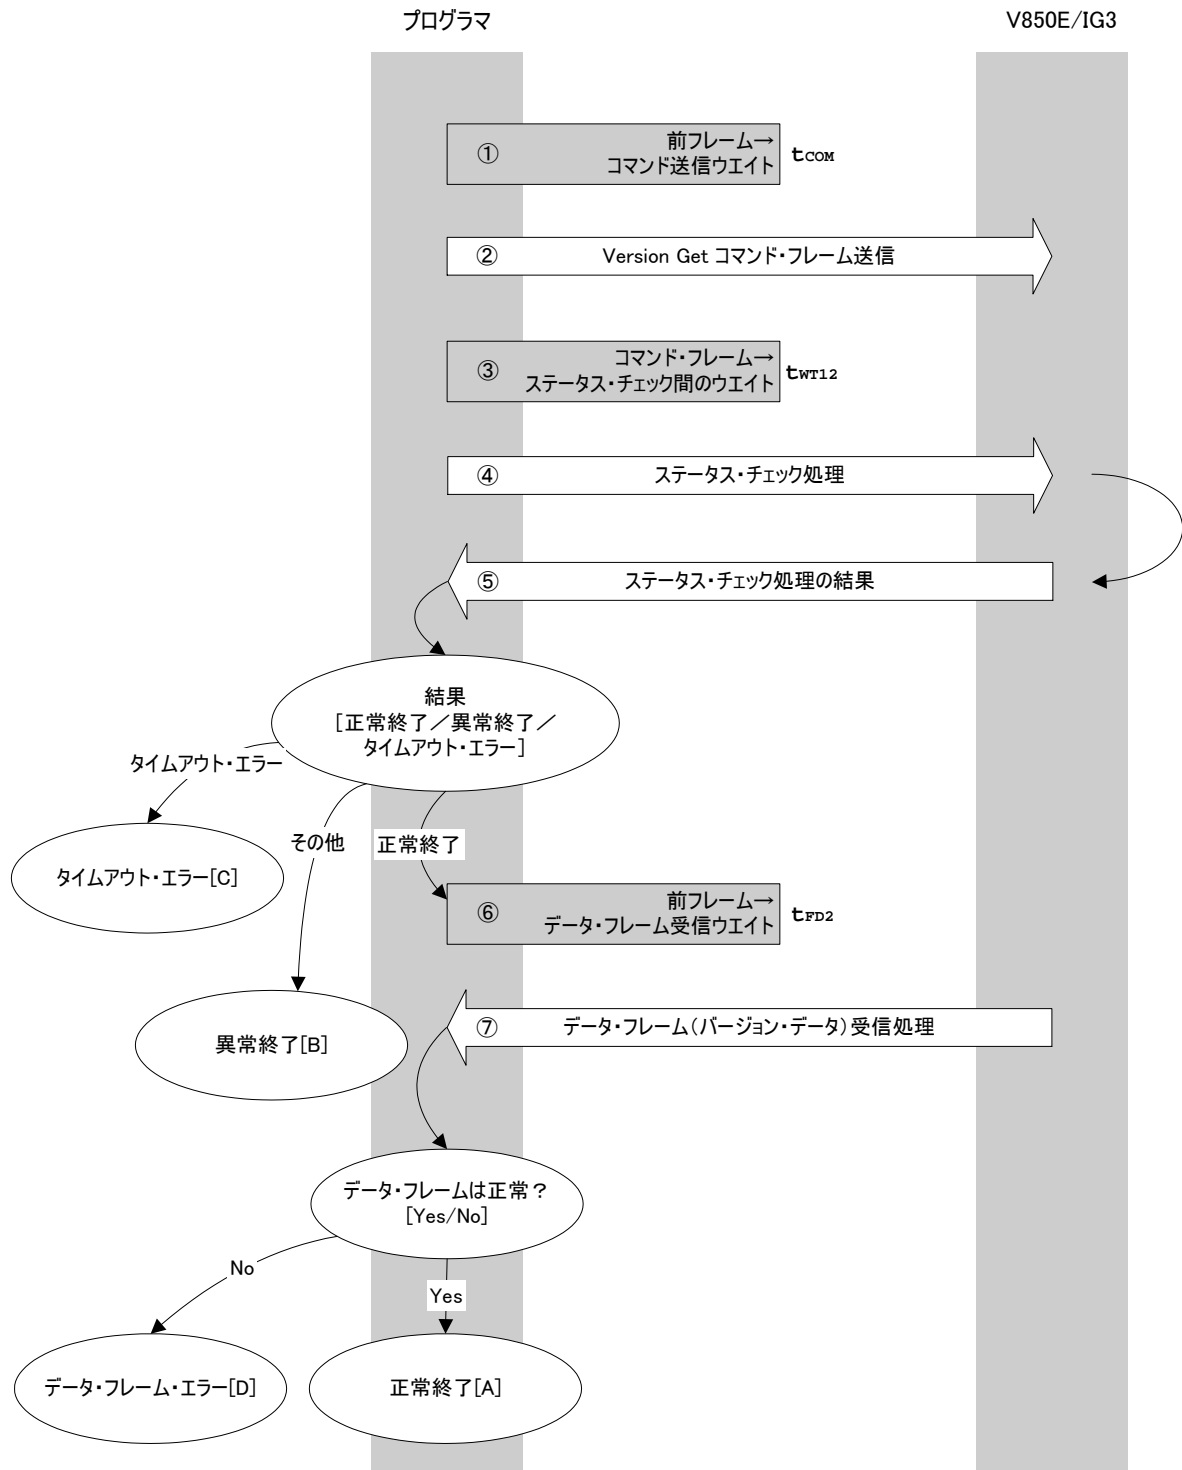 プログラマ
V850E/IG3
①
前フレーム→
コマンド送信ウエイト
tCOM
②
Version Get コマンド・フレーム送信
③
コマンド・フレーム→
ステータス・チェック間のウエイト
tWT12
④
ステータス・チェック処理
⑤
ステータス・チェック処理の結果
結果
[正常終了／異常終了／
タイムアウト・エラー]
タイムアウト・エラー
その他
正常終了
タイムアウト・エラー[C]
⑥
前フレーム→
データ・フレーム受信ウエイト
tFD2
異常終了[B]
⑦
データ・フレーム(バージョン・データ)受信処理
データ・フレームは正常？
[Yes/No]
No
Yes
データ・フレーム・エラー[D]
正常終了[A]